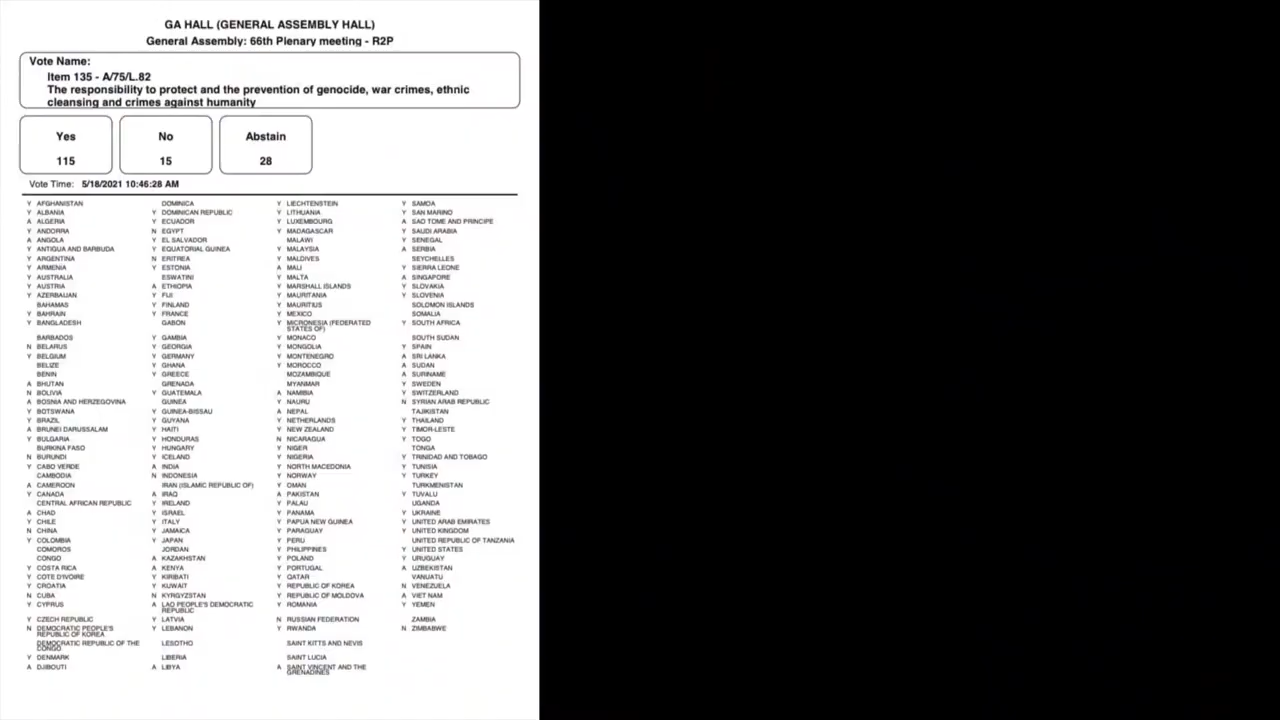 GA HALL (GENERAL ASSEMBLY HALL)
General Assembly: 66th Plenary meeting - R2P
Vote Name:
Item 135 - A/75/L.82
The responsibility to protect and the prevention of genocide, war crimes, ethnic
cleansing and crimes against humanity
Yes
115
No
15
Abstain
28
Vote Time: 5/18/2021 10:46:28 AM
Y AFGHANISTAN
Y ALBANIA
A ALGERIA
Y ANDORRA
A ANGOLA
Y ANTIGUA AND BARBUDA
Y ARGENTINA
Y ARMENIA
Y AUSTRALIA
Y AUSTRIA
Y AZERBAIJAN
BAHAMAS
Y BAHRAIN
Y BANGLADESH
BARBADOS
N BELARUS
Y BELGIUM
BELIZE
BENIN
A BHUTAN
N BOLIVIA
A BOSNIA AND HERZEGOVINA
Y BOTSWANA
Y BRAZIL
A BRUNEI DARUSSALAM
Y BULGARIA
BURKINA FASO
N BURUNDI
Y CABO VERDE
CAMBODIA
A CAMEROON
Y CANADA
CENTRAL AFRICAN REPUBLIC
A CHAD
Y CHILE
N CHINA
Y COLOMBIA
COMOROS
CONGO
Y COSTA RICA
Y COTE D'IVOIRE
Y CROATIA
N CUBA
Y CYPRUS
Y CZECH REPUBLIC
N DEMOCRATIC PEOPLE'S
REPUBLIC OF KOREA
DEMOCRATIC REPUBLIC OF THE
CONGO
Y DENMARK
A DJIBOUTI
DOMINICA
Y DOMINICAN REPUBLIC
Y ECUADOR
N EGYPT
Y EL SALVADOR
Y EQUATORIAL GUINEA
N ERITREA
Y ESTONIA
ESWATINI
A ETHIOPIA
Y FIJI
Y FINLAND
Y FRANCE
GABON
Y GAMBIA
Y GEORGIA
Y GERMANY
Y GHANA
Y GREECE
GRENADA
Y GUATEMALA
GUINEA
Y GUINEA-BISSAU
Y GUYANA
Y HAITI
Y HONDURAS
Y HUNGARY
Y ICELAND
A INDIA
N INDONESIA
IRAN (ISLAMIC REPUBLIC OF)
A IRAQ
Y IRELAND
Y ISRAEL
Y ITALY
Y JAMAICA
Y JAPAN
JORDAN
A KAZAKHSTAN
A KENYA
Y KIRIBATI
Y KUWAIT
N KYRGYZSTAN
A LAO PEOPLE'S DEMOCRATIC
REPUBLIC
Y LATVIA
Y LEBANON
LESOTHO
LIBERIA
A LIBYA
Y LIECHTENSTEIN
Y LITHUANIA
Y LUXEMBOURG
Y MADAGASCAR
MALAWI
Y MALAYSIA
Y MALDIVES
A MALI
Y MALTA
Y MARSHALL ISLANDS
Y MAURITANIA
Y MAURITIUS
Y MEXICO
Y MICRONESIA (FEDERATED
STATES OF)
Y MONACO
Y MONGOLIA
Y MONTENEGRO
Y MOROCCO
MOZAMBIQUE
MYANMAR
A NAMIBIA
Y NAURU
A NEPAL
Y NETHERLANDS
Y NEW ZEALAND
N NICARAGUA
Y NIGER
Y NIGERIA
Y NORTH MACEDONIA
Y NORWAY
Y OMAN
A PAKISTAN
Y PALAU
Y PANAMA
Y PAPUA NEW GUINEA
Y PARAGUAY
Y PERU
Y PHILIPPINES
Y POLAND
Y PORTUGAL
Y QATAR
Y REPUBLIC OF KOREA
Y REPUBLIC OF MOLDOVA
Y ROMANIA
N RUSSIAN FEDERATION
Y RWANDA
SAINT KITTS AND NEVIS
SAINT LUCIA
A SAINT VINCENT AND THE
GRENADINES
Y SAMOA
Y SAN MARINO
A SAO TOME AND PRINCIPE
Y SAUDI ARABIA
Y SENEGAL
A SERBIA
SEYCHELLES
Y SIERRA LEONE
A SINGAPORE
Y SLOVAKIA
Y SLOVENIA
SOLOMON ISLANDS
SOMALIA
Y SOUTH AFRICA
SOUTH SUDAN
Y SPAIN
A SRI LANKA
A SUDAN
A SURINAME
Y SWEDEN
Y SWITZERLAND
N SYRIAN ARAB REPUBLIC
TAJIKISTAN
Y THAILAND
Y TIMOR-LESTE
Y TOGO
TONGA
Y TRINIDAD AND TOBAGO
Y TUNISIA
Y TURKEY
TURKMENISTAN
Y TUVALU
UGANDA
Y UKRAINE
Y UNITED ARAB EMIRATES
Y UNITED KINGDOM
UNITED REPUBLIC OF TANZANIA
Y UNITED STATES
Y URUGUAY
A UZBEKISTAN
VANUATU
N VENEZUELA
A VIET NAM
Y YEMEN
ZAMBIA
N ZIMBABWE